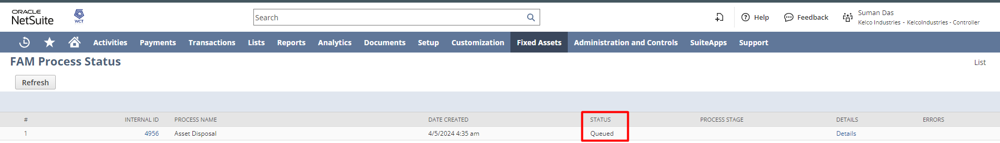 ORACLE
NetSuite
WCT
Search
Help
Feedback
Suman Das
Kelco Industries - KelcoIndustries - Controller
Activities Payments Transactions Lists Reports Analytics Documents Setup Customization Fixed Assets Administration and Controls SuiteApps Support
FAM Process Status
List
Refresh
# INTERNAL ID PROCESS NAME DATE CREATED STATUS PROCESS STAGE DETAILS ERRORS
1 4956 Asset Disposal 4/5/2024 4:35 am Queued Details